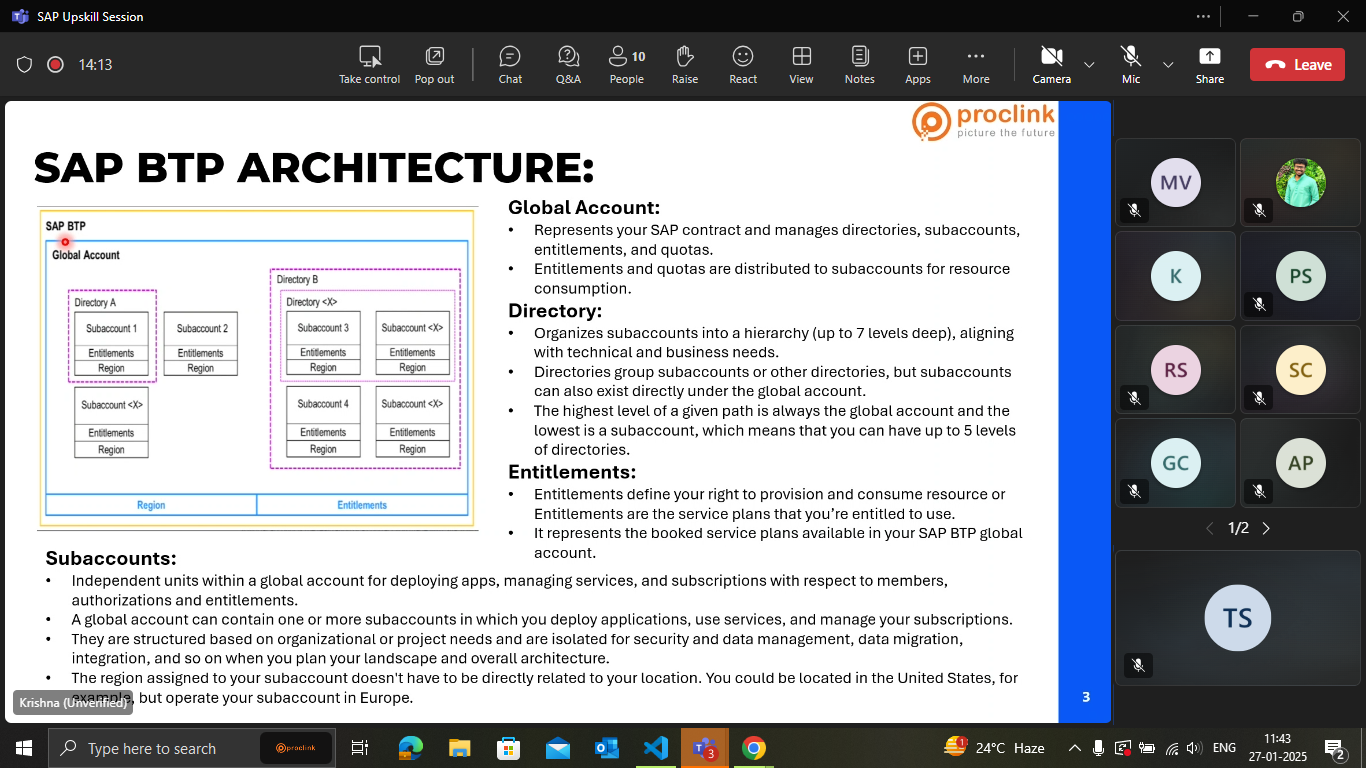 SAP Upskill Session
14:13
Take control
Pop out
Chat
Q&A
10
People
Raise
React
View
Notes
Apps
More
Camera
Mic
Share
Leave
proclink
picture the future
SAP BTP ARCHITECTURE:
SAP BTP
Global Account
Directory A
Subaccount 1
Entitlements
Region
Subaccount 2
Entitlements
Region
Subaccount <X>
Entitlements
Region
Directory B
Directory <X>
Subaccount 3
Entitlements
Region
Subaccount <X>
Entitlements
Region
Subaccount 4
Entitlements
Region
Subaccount <X>
Entitlements
Region
Region
Entitlements
Global Account:
• Represents your SAP contract and manages directories, subaccounts,
entitlements, and quotas.
• Entitlements and quotas are distributed to subaccounts for resource
consumption.
Directory:
• Organizes subaccounts into a hierarchy (up to 7 levels deep), aligning
with technical and business needs.
• Directories group subaccounts or other directories, but subaccounts
can also exist directly under the global account.
• The highest level of a given path is always the global account and the
lowest is a subaccount, which means that you can have up to 5 levels
of directories.
Entitlements:
• Entitlements define your right to provision and consume resource or
Entitlements are the service plans that you’re entitled to use.
• It represents the booked service plans available in your SAP BTP global
account.
Subaccounts:
• Independent units within a global account for deploying apps, managing services, and subscriptions with respect to members,
authorizations and entitlements.
• A global account can contain one or more subaccounts in which you deploy applications, use services, and manage your subscriptions.
• They are structured based on organizational or project needs and are isolated for security and data management, data migration,
integration, and so on when you plan your landscape and overall architecture.
• The region assigned to your subaccount doesn't have to be directly related to your location. You could be located in the United States, for
example, but operate your subaccount in Europe.
Krishna (Unverified)
3
MV
K
PS
RS
SC
GC
AP
1/2
TS
Type here to search
proclink
3
1
24°C Haze
ENG
11:43
27-01-2025
2